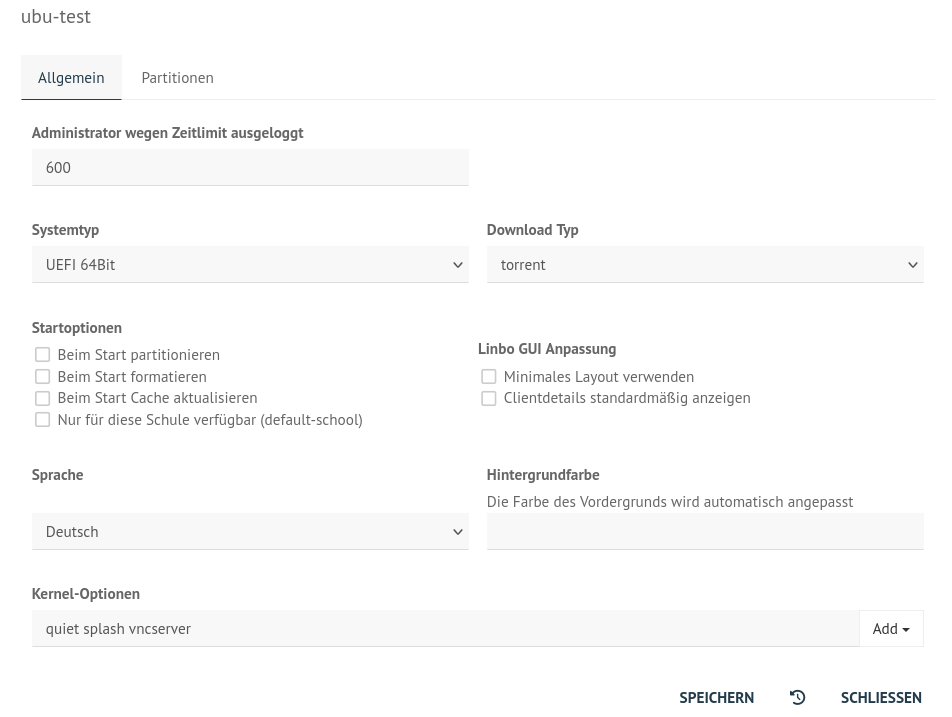 ubu-test
Allgemein
Partitionen
Administrator wegen Zeitlimit ausgeloggt
600
Systemtyp
Download Typ
UEFI 64Bit
torrent
Startoptionen
Beim Start partitionieren
Beim Start formatieren
Beim Start Cache aktualisieren
Nur für diese Schule verfügbar (default-school)
Linbo GUI Anpassung
Minimales Layout verwenden
Clientdetails standardmäßig anzeigen
Sprache
Deutsch
Hintergrundfarbe
Die Farbe des Vordergrunds wird automatisch angepasst
Kernel-Optionen
quiet splash vncserver
Add
SPEICHERN
SCHLIESSEN